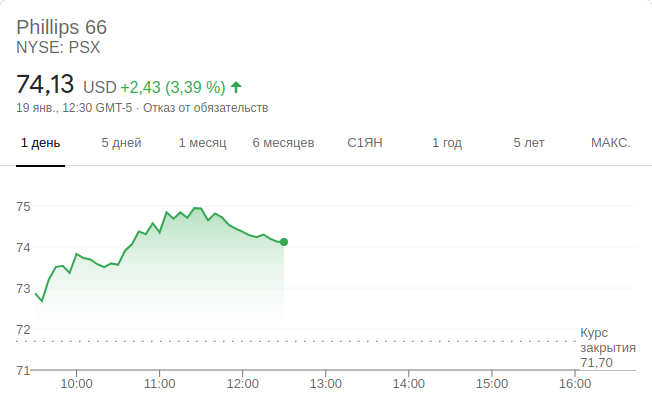 Phillips 66
NYSE: PSX
74,13 USD +2,43 (3,39 %)
19 янв., 12:30 GMT-5 · Отказ от обязательств
1 день 5 дней 1 месяц 6 месяцев С1ЯН 1 год 5 лет МАКС.
75
74
73
72
Курс
закрытия
71,70
71
10:00 11:00 12:00 13:00 14:00 15:00 16:00